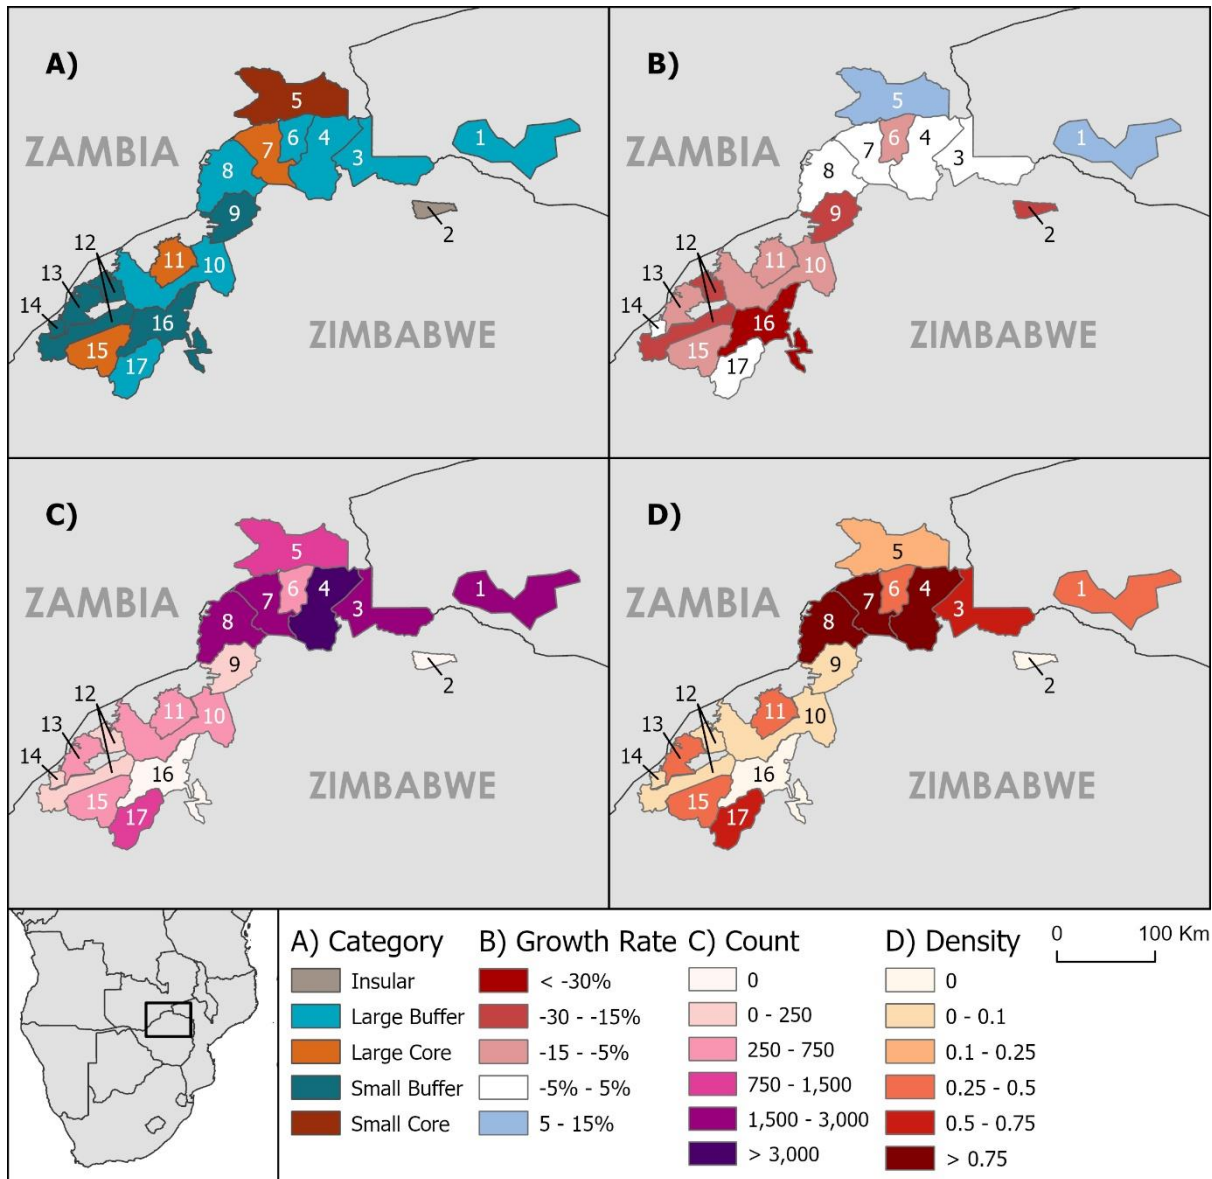 A)
5
1
6
4
ZAMBIA
7
3
8
9
2
12
11
10
13
14
16
ZIMBABWE
15
17
B)
5
1
6
4
ZAMBIA
7
3
8
9
2
12
11
10
13
14
16
ZIMBABWE
15
17
C)
5
1
6
4
ZAMBIA
7
3
8
9
2
12
11
10
13
14
16
ZIMBABWE
15
17
D)
5
1
6
4
ZAMBIA
7
3
8
9
2
12
11
10
13
14
16
ZIMBABWE
15
17
A) Category
Insular
Large Buffer
Large Core
Small Buffer
Small Core
B) Growth Rate
< -30%
-30 - -15%
-15 - -5%
-5% - 5%
5 - 15%
C) Count
0
0 - 250
250 - 750
750 - 1,500
1,500 - 3,000
> 3,000
D) Density
0
0 - 0.1
0.1 - 0.25
0.25 - 0.5
0.5 - 0.75
> 0.75
0 100 Km